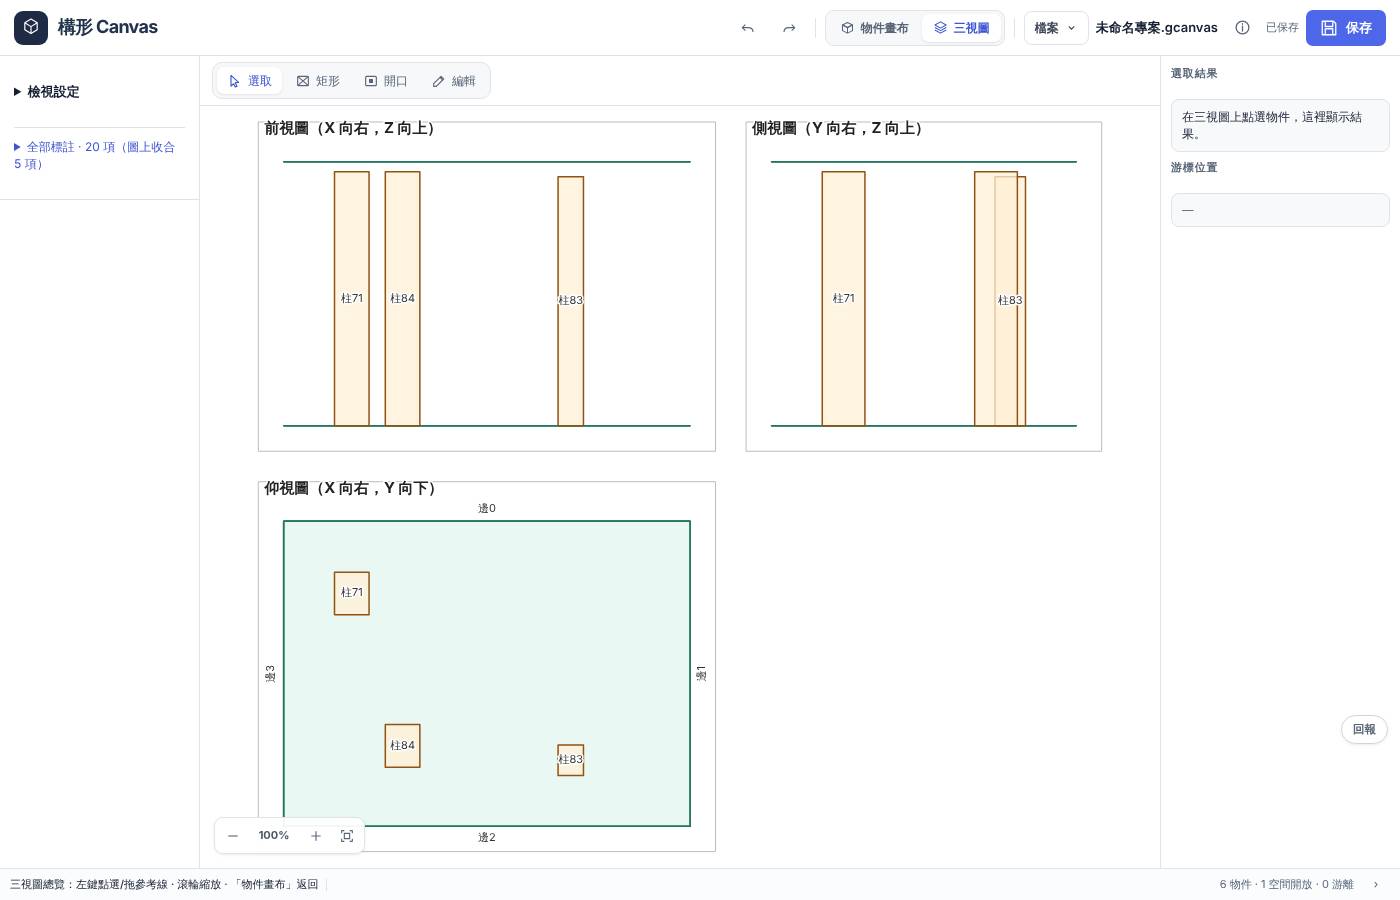 構形 Canvas
物件畫布
三視圖
檔案
未命名專案.gcanvas
已保存
保存
檢視設定
全部標註 · 20 項（圖上收合
5 項）
選取
矩形
開口
編輯
前視圖（X 向右，Z 向上）
柱71
柱84
柱83
側視圖（Y 向右，Z 向上）
柱71
柱83
仰視圖（X 向右，Y 向下）
邊0
柱71
邊3
邊1
柱84
柱83
邊2
100%
選取結果
在三視圖上點選物件，這裡顯示結
果。
游標位置
—
回報
三視圖總覽：左鍵點選/拖參考線 · 滾輪縮放 · 「物件畫布」返回
6 物件 · 1 空間開放 · 0 游離